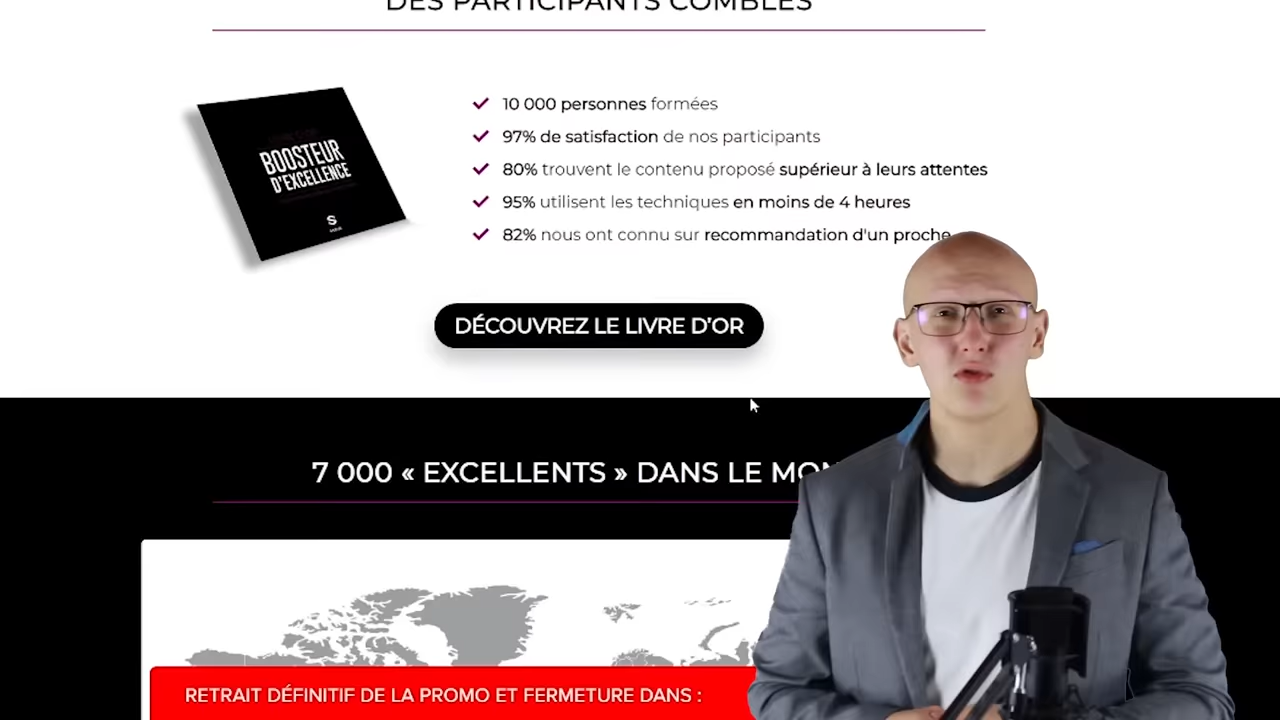 DES PARTICIPANTS COMBLÉS
10 000 personnes formées
97% de satisfaction de nos participants
80% trouvent le contenu proposé supérieur à leurs attentes
95% utilisent les techniques en moins de 4 heures
82% nous ont connu sur recommandation d'un proche
BOOSTEUR
D'EXCELLENCE
S
DÉCOUVREZ LE LIVRE D'OR
7 000 « EXCELLENTS » DANS LE MON
RETRAIT DÉFINITIF DE LA PROMO ET FERMETURE DANS :